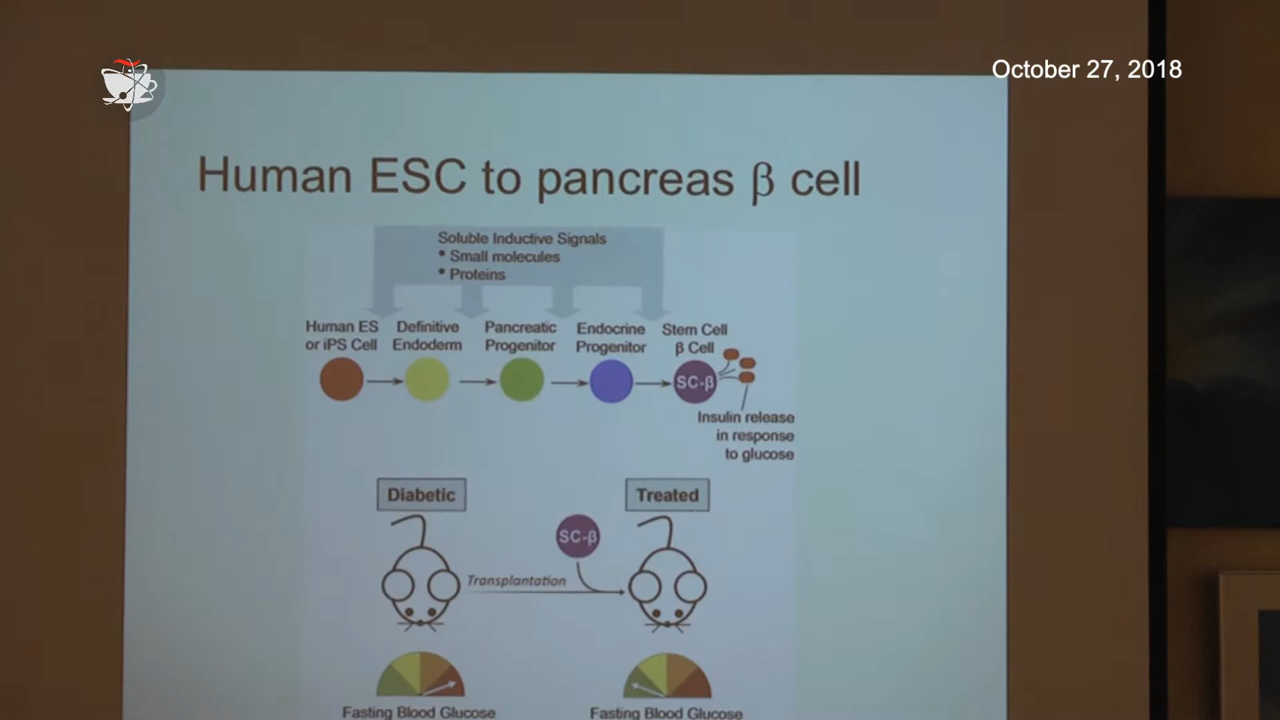 October 27, 2018
Human ESC to pancreas β cell
Soluble Inductive Signals
• Small molecules
• Proteins
Human ES
or iPS Cell
Definitive
Endoderm
Pancreatic
Progenitor
Endocrine
Progenitor
Stem Cell
β Cell
SC-β
Insulin release
in response
to glucose
Diabetic
Treated
SC-β
Transplantation
Fasting Blood Glucose
Fasting Blood Glucose